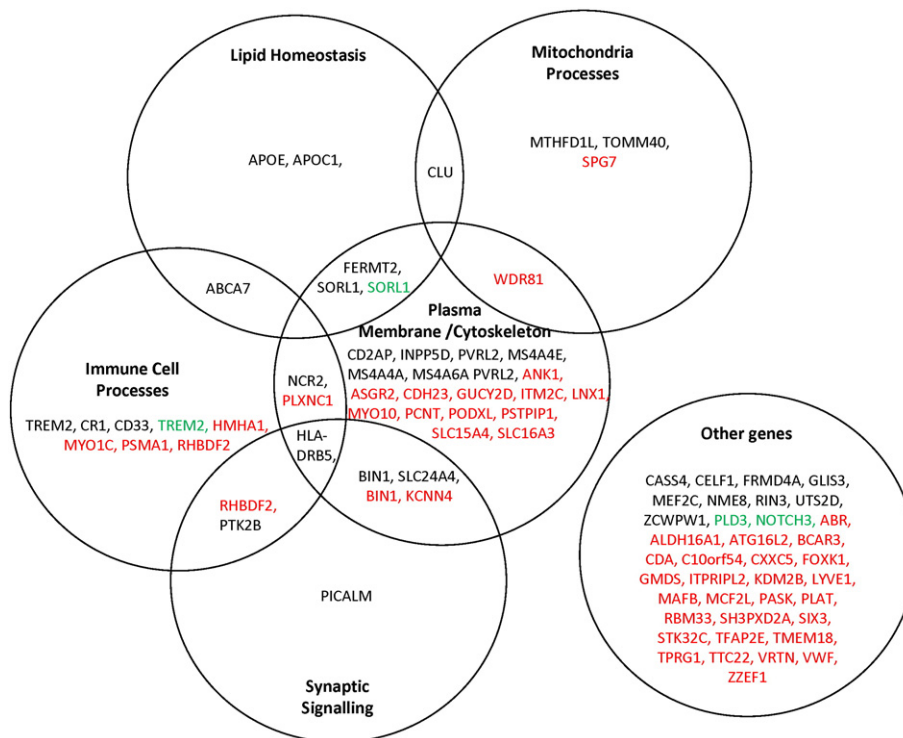 Lipid Homeostasis
Mitochondria
Processes
APOE, APOC1,
CLU
MTHFD1L, TOMM40,
SPG7
ABCA7
FERMT2,
SORL1, SORL1
WDR81
Plasma
Membrane /Cytoskeleton
CD2AP, INPP5D, PVRL2, MS4A4E,
MS4A4A, MS4A6A PVRL2, ANK1,
ASGR2, CDH23, GUCY2D, ITM2C, LNX1,
MYO10, PCNT, PODXL, PSTPIP1,
SLC15A4, SLC16A3
Immune Cell
Processes
NCR2,
PLXNC1
TREM2, CR1, CD33, TREM2, HMHA1,
MYO1C, PSMA1, RHBDF2
HLA-
DRB5,
BIN1, SLC24A4,
BIN1, KCNN4
RHBDF2,
PTK2B
PICALM
Synaptic
Signalling
Other genes
CASS4, CELF1, FRMD4A, GLIS3,
MEF2C, NME8, RIN3, UTS2D,
ZCWPW1, PLD3, NOTCH3, ABR,
ALDH16A1, ATG16L2, BCAR3,
CDA, C10orf54, CXXC5, FOXK1,
GMDS, ITPRIPL2, KDM2B, LYVE1,
MAFB, MCF2L, PASK, PLAT,
RBM33, SH3PXD2A, SIX3,
STK32C, TFAP2E, TMEM18,
TPRG1, TTC22, VRTN, VWF,
ZZEF1